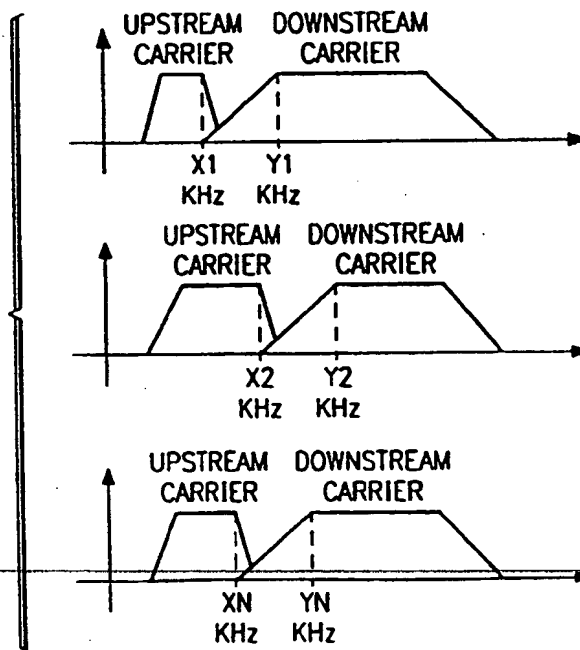 UPSTREAM DOWNSTREAM
CARRIER CARRIER
X1 Y1
KHz KHz
UPSTREAM DOWNSTREAM
CARRIER CARRIER
X2 Y2
KHz KHz
UPSTREAM DOWNSTREAM
CARRIER CARRIER
XN YN
KHz KHz